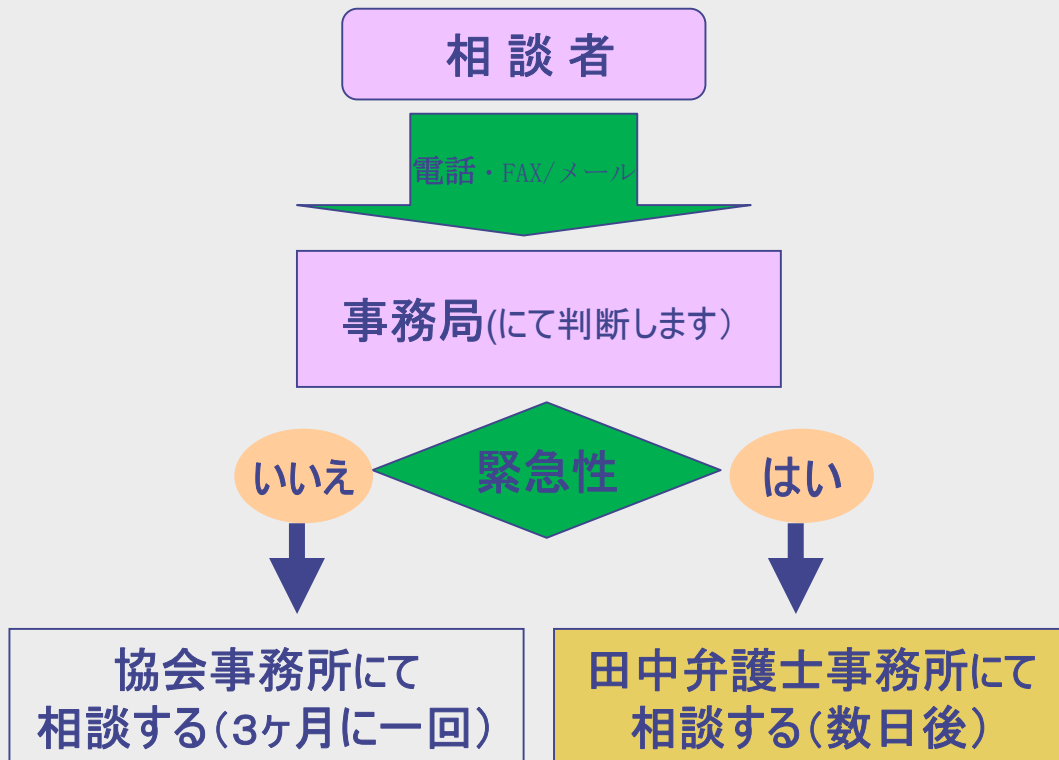 相談者
電話・FAX/メール
事務局(にて判断します)
緊急性
いいえ
はい
協会事務所にて
相談する(3ヶ月に一回)
田中弁護士事務所にて
相談する(数日後)